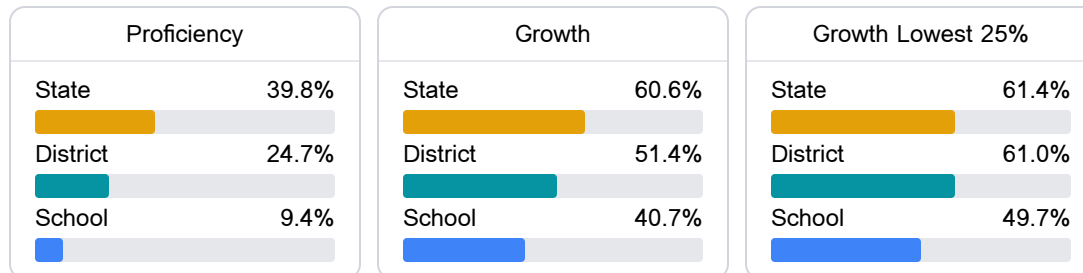 Proficiency
State 39.8%
District 24.7%
School 9.4%
Growth
State 60.6%
District 51.4%
School 40.7%
Growth Lowest 25%
State 61.4%
District 61.0%
School 49.7%